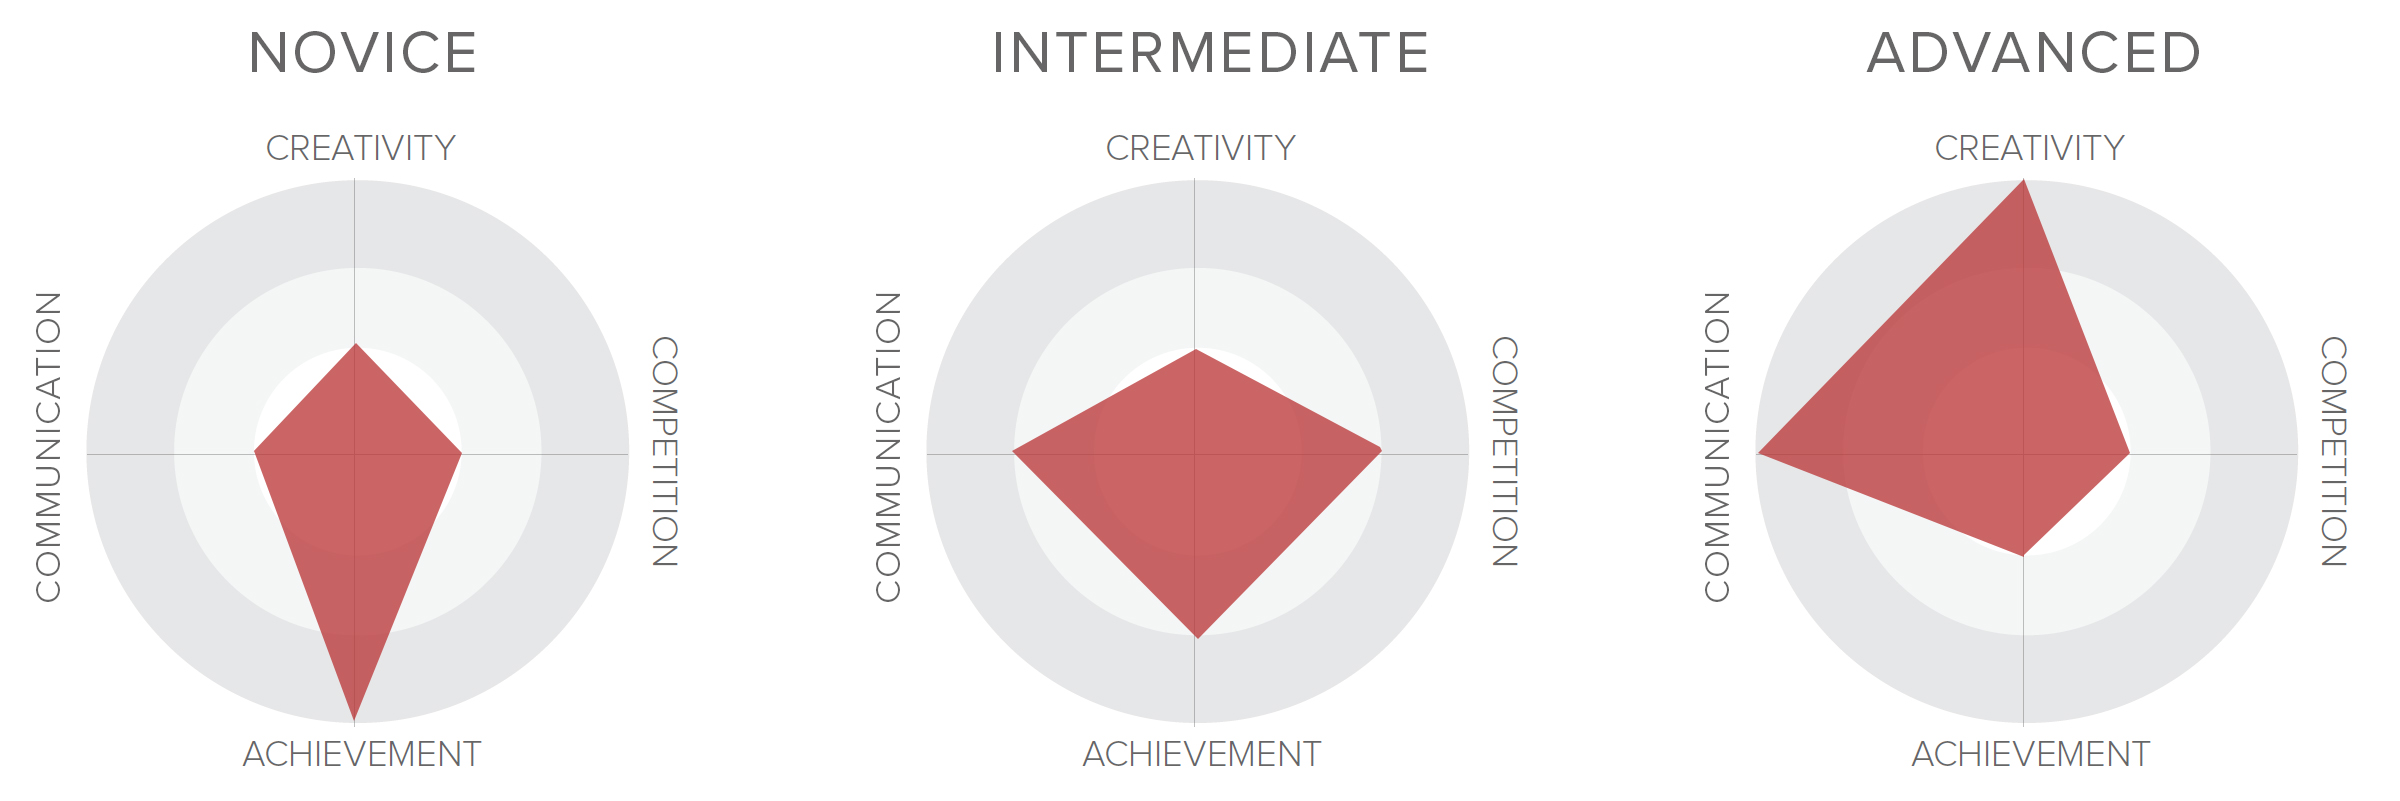 NOVICE
CREATIVITY
COMMUNICATION
COMPETITION
ACHIEVEMENT
INTERMEDIATE
CREATIVITY
COMMUNICATION
COMPETITION
ACHIEVEMENT
ADVANCED
CREATIVITY
COMMUNICATION
COMPETITION
ACHIEVEMENT